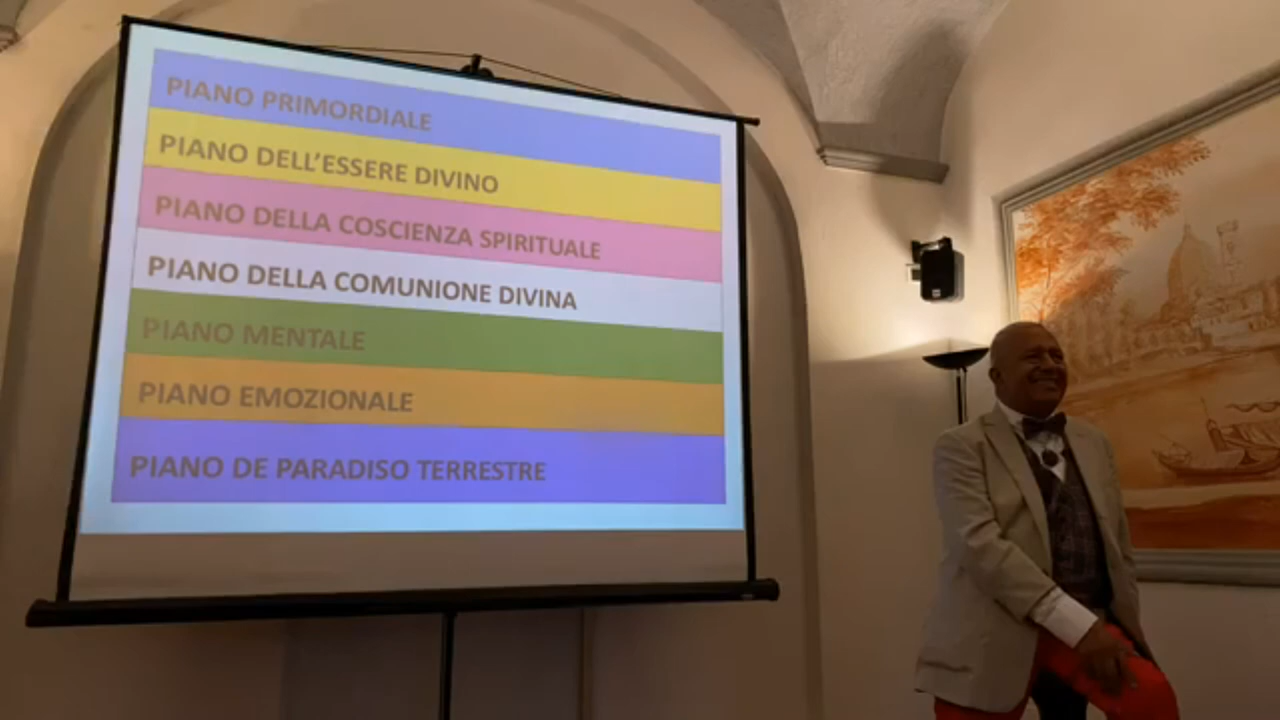 PIANO PRIMORDIALE
PIANO DELL’ESSERE DIVINO
PIANO DELLA COSCIENZA SPIRITUALE
PIANO DELLA COMUNIONE DIVINA
PIANO MENTALE
PIANO EMOZIONALE
PIANO DE PARADISO TERRESTRE